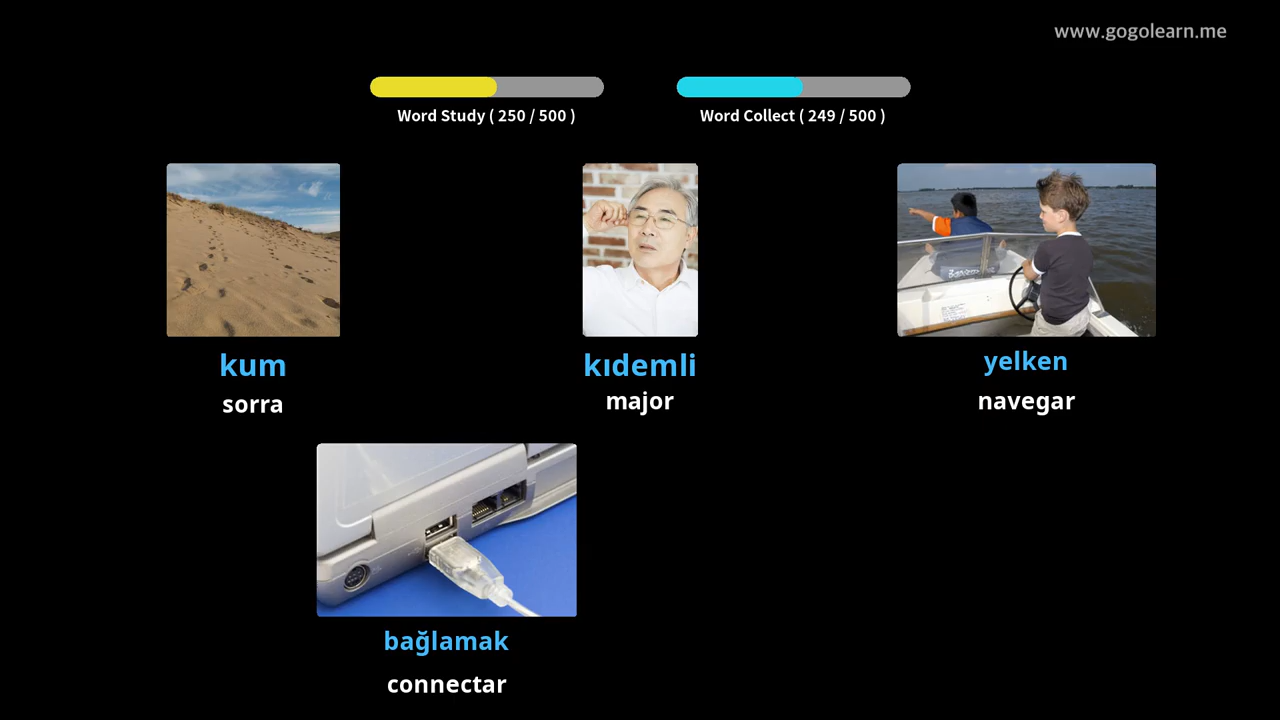 www.gogolearn.me
Word Study ( 250 / 500 )
Word Collect ( 249 / 500 )
kum
sorra
kıdemli
major
yelken
navegar
bağlamak
connectar